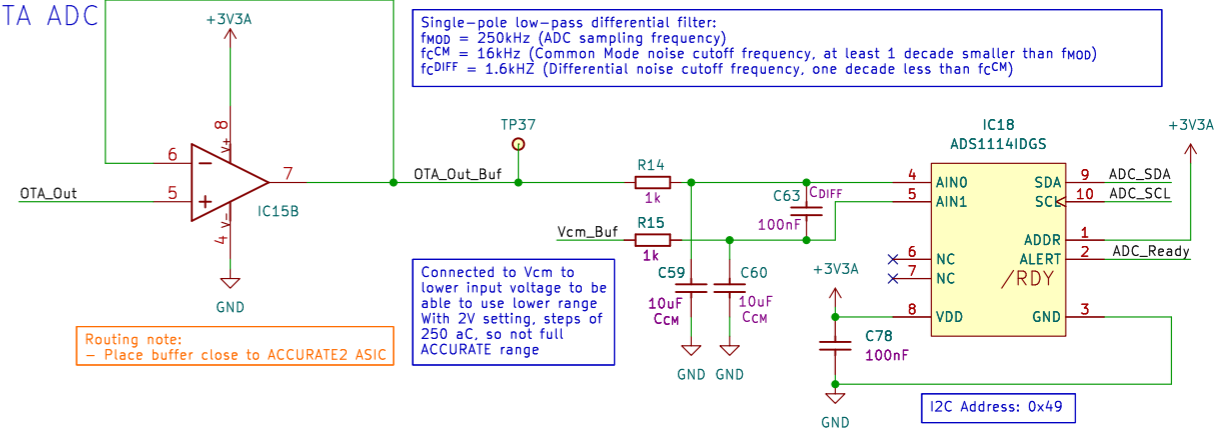 TA ADC
+3V3A
Single-pole low-pass differential filter:
fMOD = 250kHz (ADC sampling frequency)
fcCM = 16kHz (Common Mode noise cutoff frequency, at least 1 decade smaller than fMOD)
fcDIFF = 1.6kHZ (Differential noise cutoff frequency, one decade less than fcCM)
8
V+
6
−
7
OTA_Out
5
+
IC15B
V-
4
GND
OTA_Out_Buf
TP37
R14
1k
Vcm_Buf
R15
1k
C63
CDIFF
100nF
C59
10uF
CCM
C60
10uF
CCM
GND
GND
Connected to Vcm to
lower input voltage to be
able to use lower range
With 2V setting, steps of
250 aC, so not full
ACCURATE range
Routing note:
- Place buffer close to ACCURATE2 ASIC
IC18
ADS1114IDGS
+3V3A
4
AIN0
SDA
9
ADC_SDA
5
AIN1
SCL
10
ADC_SCL
ADDR
1
6
NC
ALERT
2
ADC_Ready
7
NC
/RDY
+3V3A
8
VDD
GND
3
C78
100nF
GND
I2C Address: 0x49